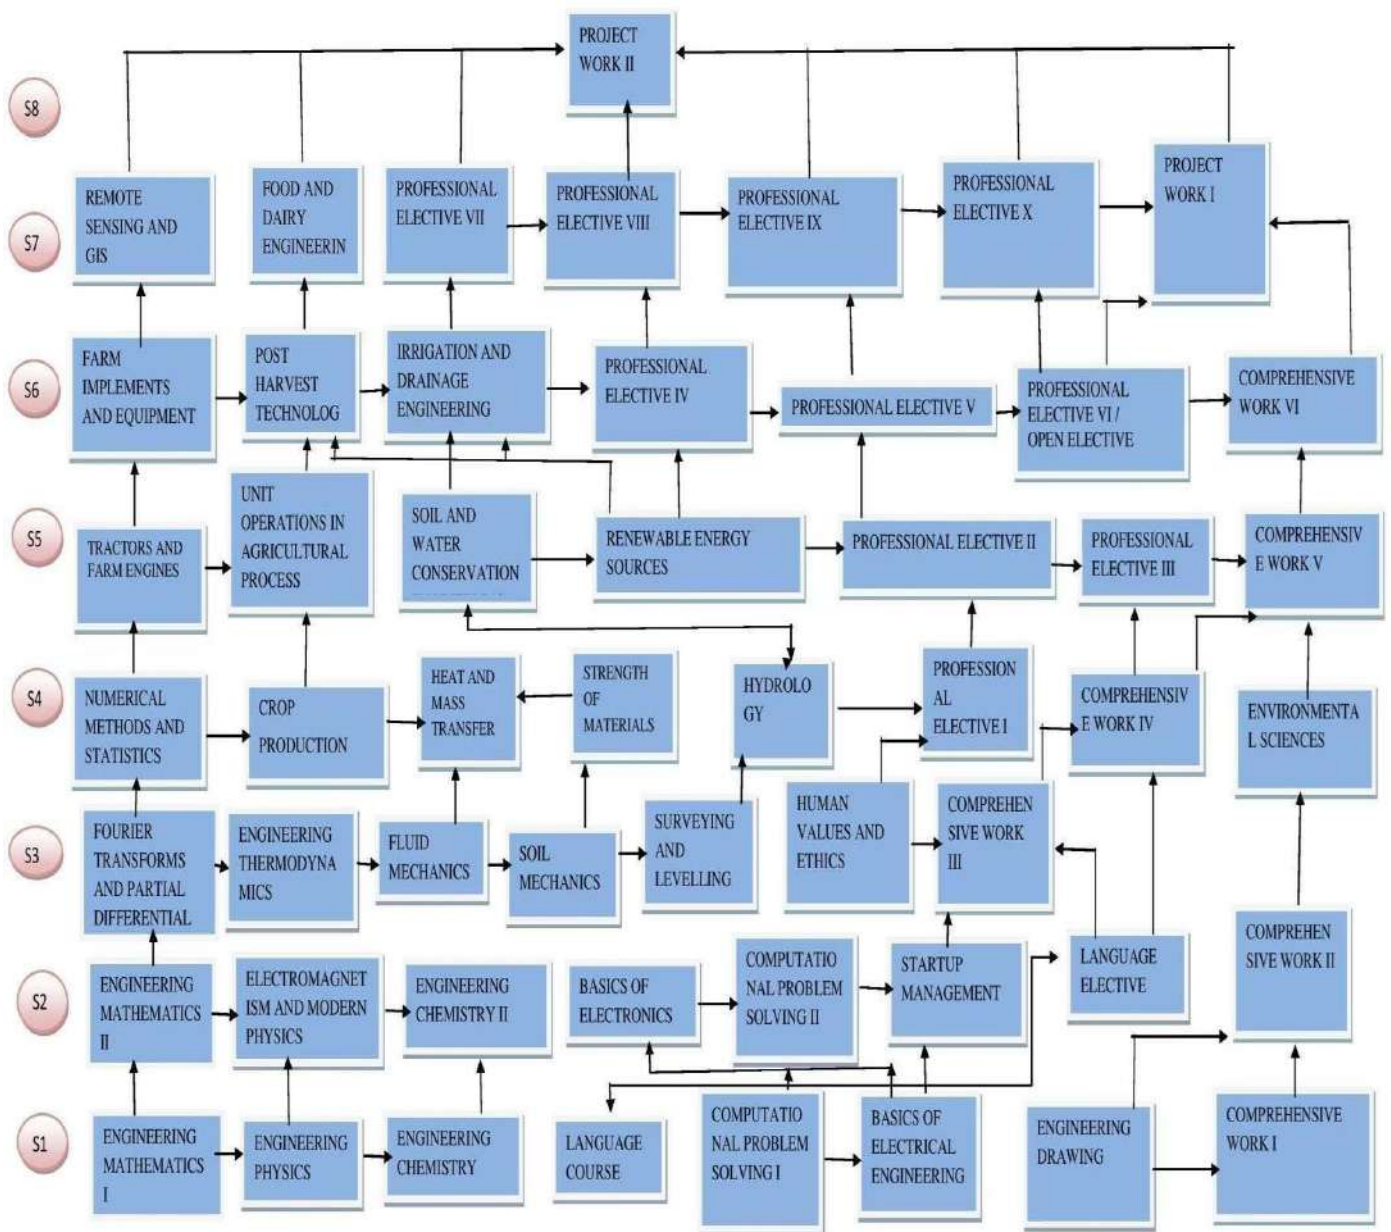 S8
PROJECT
WORK II
S7
REMOTE
SENSING AND
GIS
FOOD AND
DAIRY
ENGINEERIN
PROFESSIONAL
ELECTIVE VII
PROFESSIONAL
ELECTIVE VIII
PROFESSIONAL
ELECTIVE IX
PROFESSIONAL
ELECTIVE X
PROJECT
WORK I
S6
FARM
IMPLEMENTS
AND EQUIPMENT
POST
HARVEST
TECHNOLOG
IRRIGATION AND
DRAINAGE
ENGINEERING
PROFESSIONAL
ELECTIVE IV
PROFESSIONAL ELECTIVE V
PROFESSIONAL
ELECTIVE VI /
OPEN ELECTIVE
COMPREHENSIVE
WORK VI
S5
TRACTORS AND
FARM ENGINES
UNIT
OPERATIONS IN
AGRICULTURAL
PROCESS
SOIL AND
WATER
CONSERVATION
RENEWABLE ENERGY
SOURCES
PROFESSIONAL ELECTIVE II
PROFESSIONAL
ELECTIVE III
COMPREHENSIV
E WORK V
S4
NUMERICAL
METHODS AND
STATISTICS
CROP
PRODUCTION
HEAT AND
MASS
TRANSFER
STRENGTH
OF
MATERIALS
HYDROLO
GY
PROFESSION
AL
ELECTIVE I
COMPREHENSIV
E WORK IV
ENVIRONMENTA
L SCIENCES
S3
FOURIER
TRANSFORMS
AND PARTIAL
DIFFERENTIAL
ENGINEERING
THERMODYNA
MICS
FLUID
MECHANICS
SOIL
MECHANICS
SURVEYING
AND
LEVELLING
HUMAN
VALUES AND
ETHICS
COMPREHEN
SIVE WORK
III
S2
ENGINEERING
MATHEMATICS
II
ELECTROMAGNET
ISM AND MODERN
PHYSICS
ENGINEERING
CHEMISTRY II
BASICS OF
ELECTRONICS
COMPUTATIO
NAL PROBLEM
SOLVING II
STARTUP
MANAGEMENT
LANGUAGE
ELECTIVE
COMPREHEN
SIVE WORK II
S1
ENGINEERING
MATHEMATICS
I
ENGINEERING
PHYSICS
ENGINEERING
CHEMISTRY
LANGUAGE
COURSE
COMPUTATIO
NAL PROBLEM
SOLVING I
BASICS OF
ELECTRICAL
ENGINEERING
ENGINEERING
DRAWING
COMPREHENSIVE
WORK I